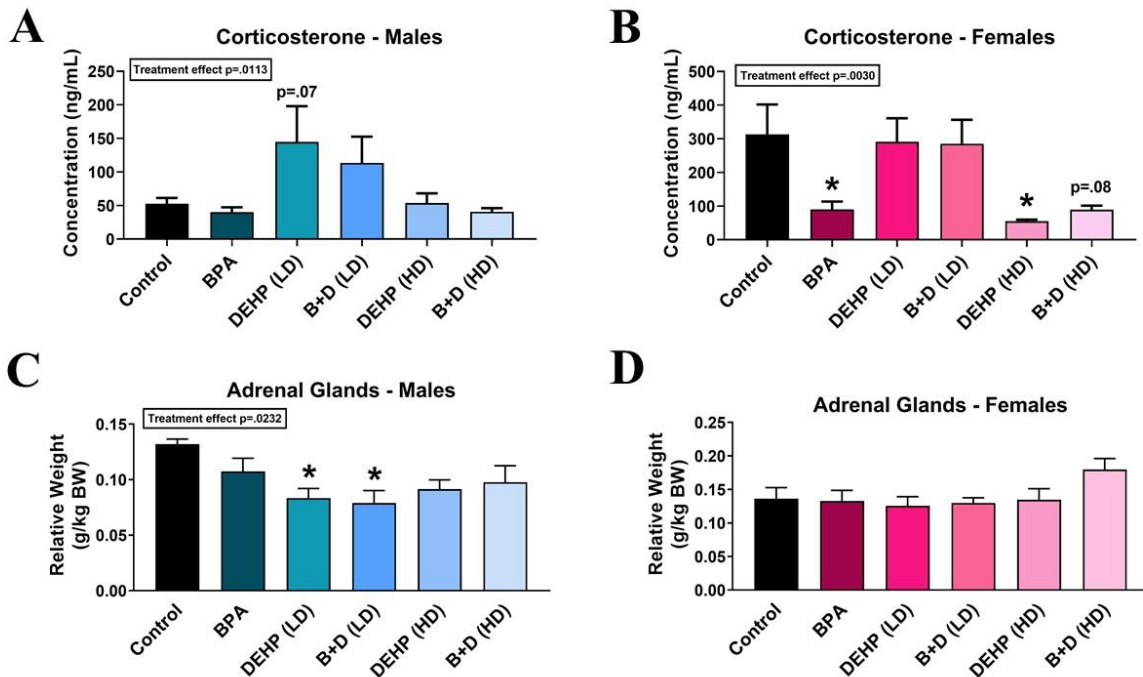 A
Corticosterone - Males
Treatment effect p=.0113
p=.07
Concentration (ng/mL)
250
200
150
100
50
0
Control
BPA
DEHP (LD)
B+D (LD)
DEHP (HD)
B+D (HD)
B
Corticosterone - Females
Treatment effect p=.0030
*
*
p=.08
Concentration (ng/mL)
500
400
300
200
100
0
Control
BPA
DEHP (LD)
B+D (LD)
DEHP (HD)
B+D (HD)
C
Adrenal Glands - Males
Treatment effect p=.0232
*
*
Relative Weight
(g/kg BW)
0.15
0.10
0.05
0.00
Control
BPA
DEHP (LD)
B+D (LD)
DEHP (HD)
B+D (HD)
D
Adrenal Glands - Females
Relative Weight
(g/kg BW)
0.25
0.20
0.15
0.10
0.05
0.00
Control
BPA
DEHP (LD)
B+D (LD)
DEHP (HD)
B+D (HD)